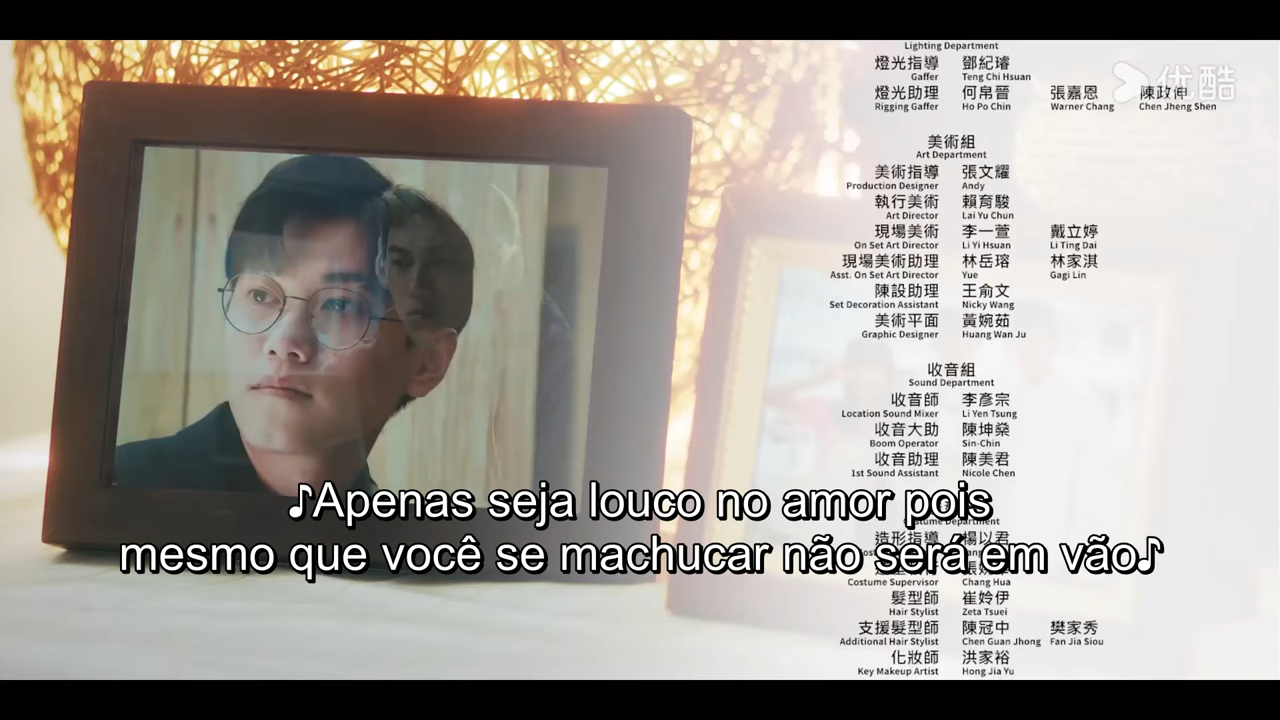 Lighting Department
燈光指導 鄧紀璿
Gaffer Teng Chi Hsuan
燈光助理 何帛晉 張嘉恩 陳政伸
Rigging Gaffer Ho Po Chin Warner Chang Chen Jheng Shen
优酷
美術組
Art Department
美術指導 張文耀
Production Designer Andy
執行美術 賴育駿
Art Director Lai Yu Chun
現場美術 李一萱 戴立婷
On Set Art Director Li Yi Hsuan Li Ting Dai
現場美術助理 林岳瑢 林家淇
Asst. On Set Art Director Yue Gagi Lin
陳設助理 王俞文
Set Decoration Assistant Nicky Wang
美術平面 黃婉茹
Graphic Designer Huang Wan Ju
收音組
Sound Department
收音師 李彥宗
Location Sound Mixer Li Yen Tsung
收音大助 陳坤燊
Boom Operator Sin-Chin
收音助理 陳美君
1st Sound Assistant Nicole Chen
♪Apenas seja louco no amor pois
Costume Department
造形指導 楊以君
mesmo que você se machucar não será em vão♪
Costume Supervisor Chang Hua
髮型師 崔姈伊
Hair Stylist Zeta Tsuei
支援髮型師 陳冠中 樊家秀
Additional Hair Stylist Chen Guan Jhong Fan Jia Siou
化妝師 洪家裕
Key Makeup Artist Hong Jia Yu